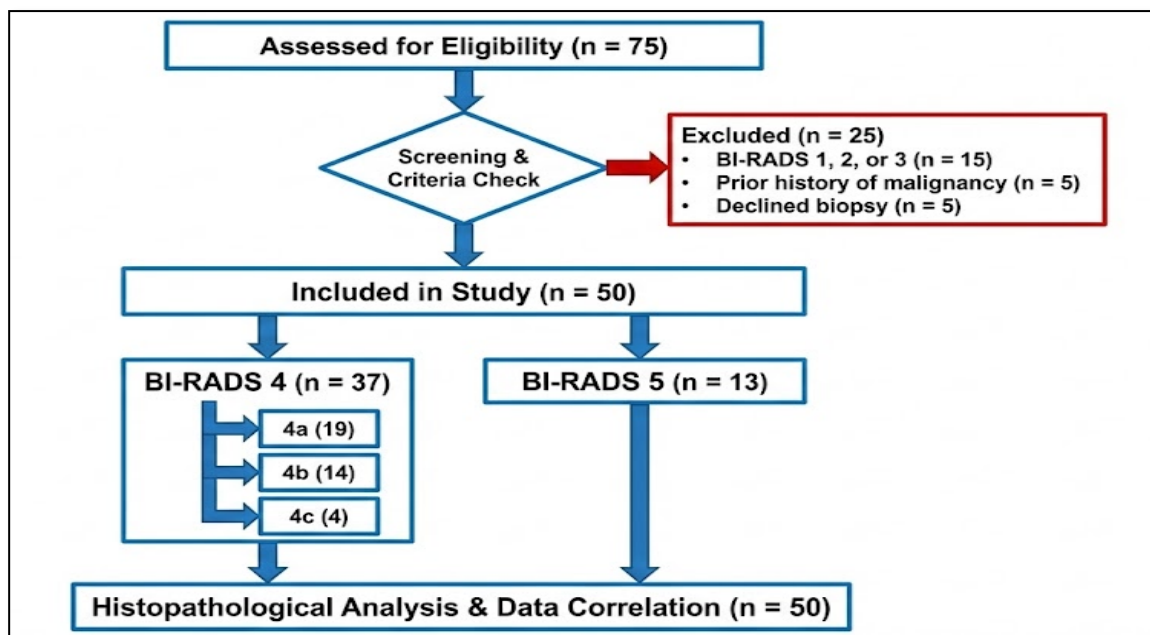 Assessed for Eligibility (n = 75)
Screening &
Criteria Check
Excluded (n = 25)
• BI-RADS 1, 2, or 3 (n = 15)
• Prior history of malignancy (n = 5)
• Declined biopsy (n = 5)
Included in Study (n = 50)
BI-RADS 4 (n = 37)
4a (19)
4b (14)
4c (4)
BI-RADS 5 (n = 13)
Histopathological Analysis & Data Correlation (n = 50)